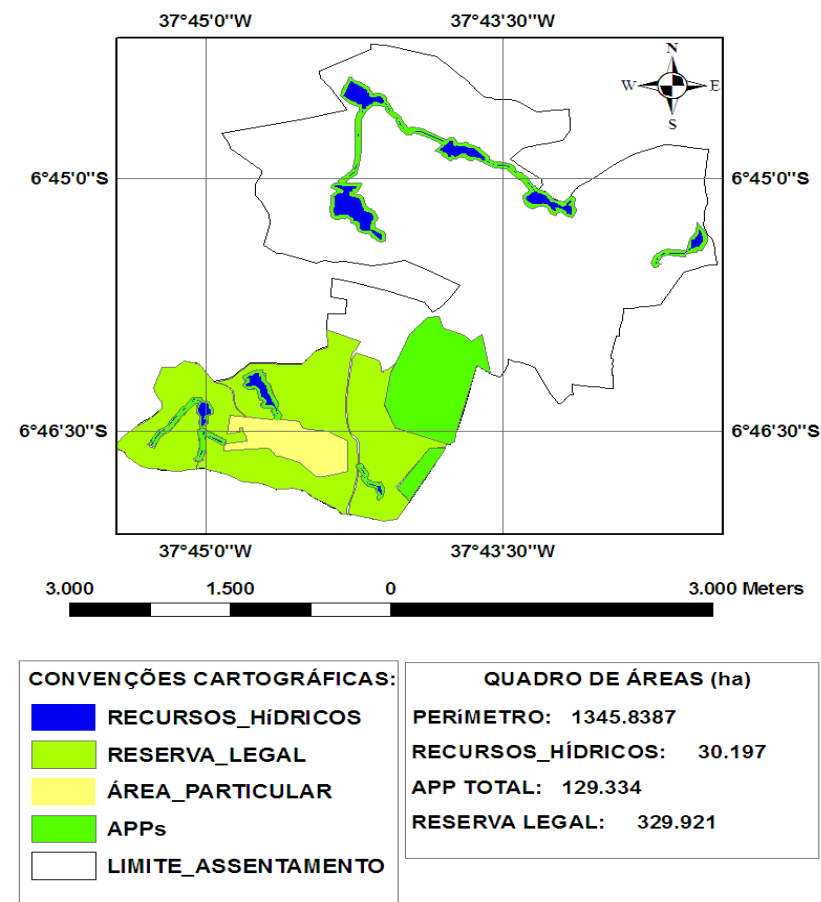 37°45'0"W 37°43'30"W
N
W E
S
6°45'0"S 6°45'0"S
6°46'30"S 6°46'30"S
37°45'0"W 37°43'30"W
3.000 1.500 0 3.000 Meters
CONVENÇÕES CARTOGRÁFICAS:
RECURSOS_HíDRICOS
RESERVA_LEGAL
ÁREA_PARTICULAR
APPs
LIMITE_ASSENTAMENTO
QUADRO DE ÁREAS (ha)
PERíMETRO: 1345.8387
RECURSOS_HÍDRICOS: 30.197
APP TOTAL: 129.334
RESERVA LEGAL: 329.921